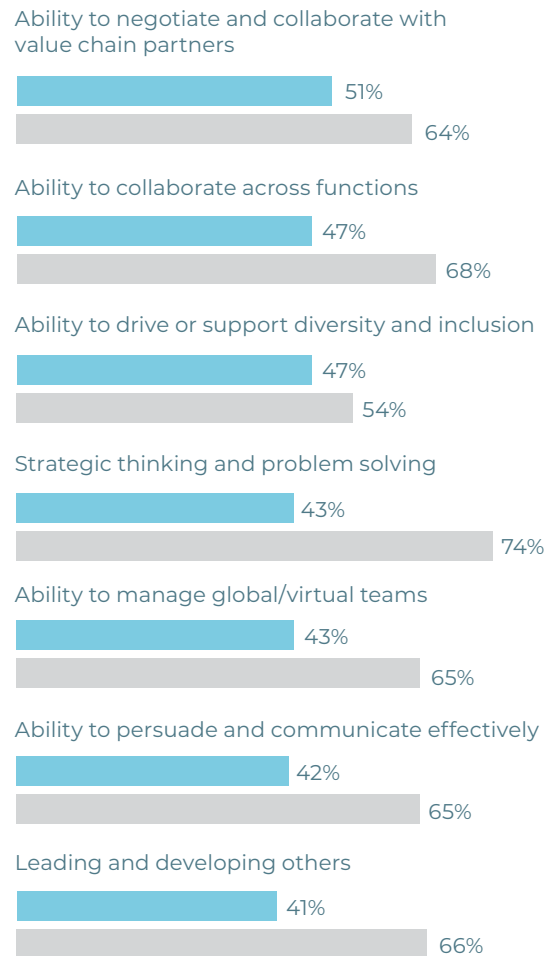 Ability to negotiate and collaborate with
value chain partners
51%
64%
Ability to collaborate across functions
47%
68%
Ability to drive or support diversity and inclusion
47%
54%
Strategic thinking and problem solving
43%
74%
Ability to manage global/virtual teams
43%
65%
Ability to persuade and communicate effectively
42%
65%
Leading and developing others
41%
66%